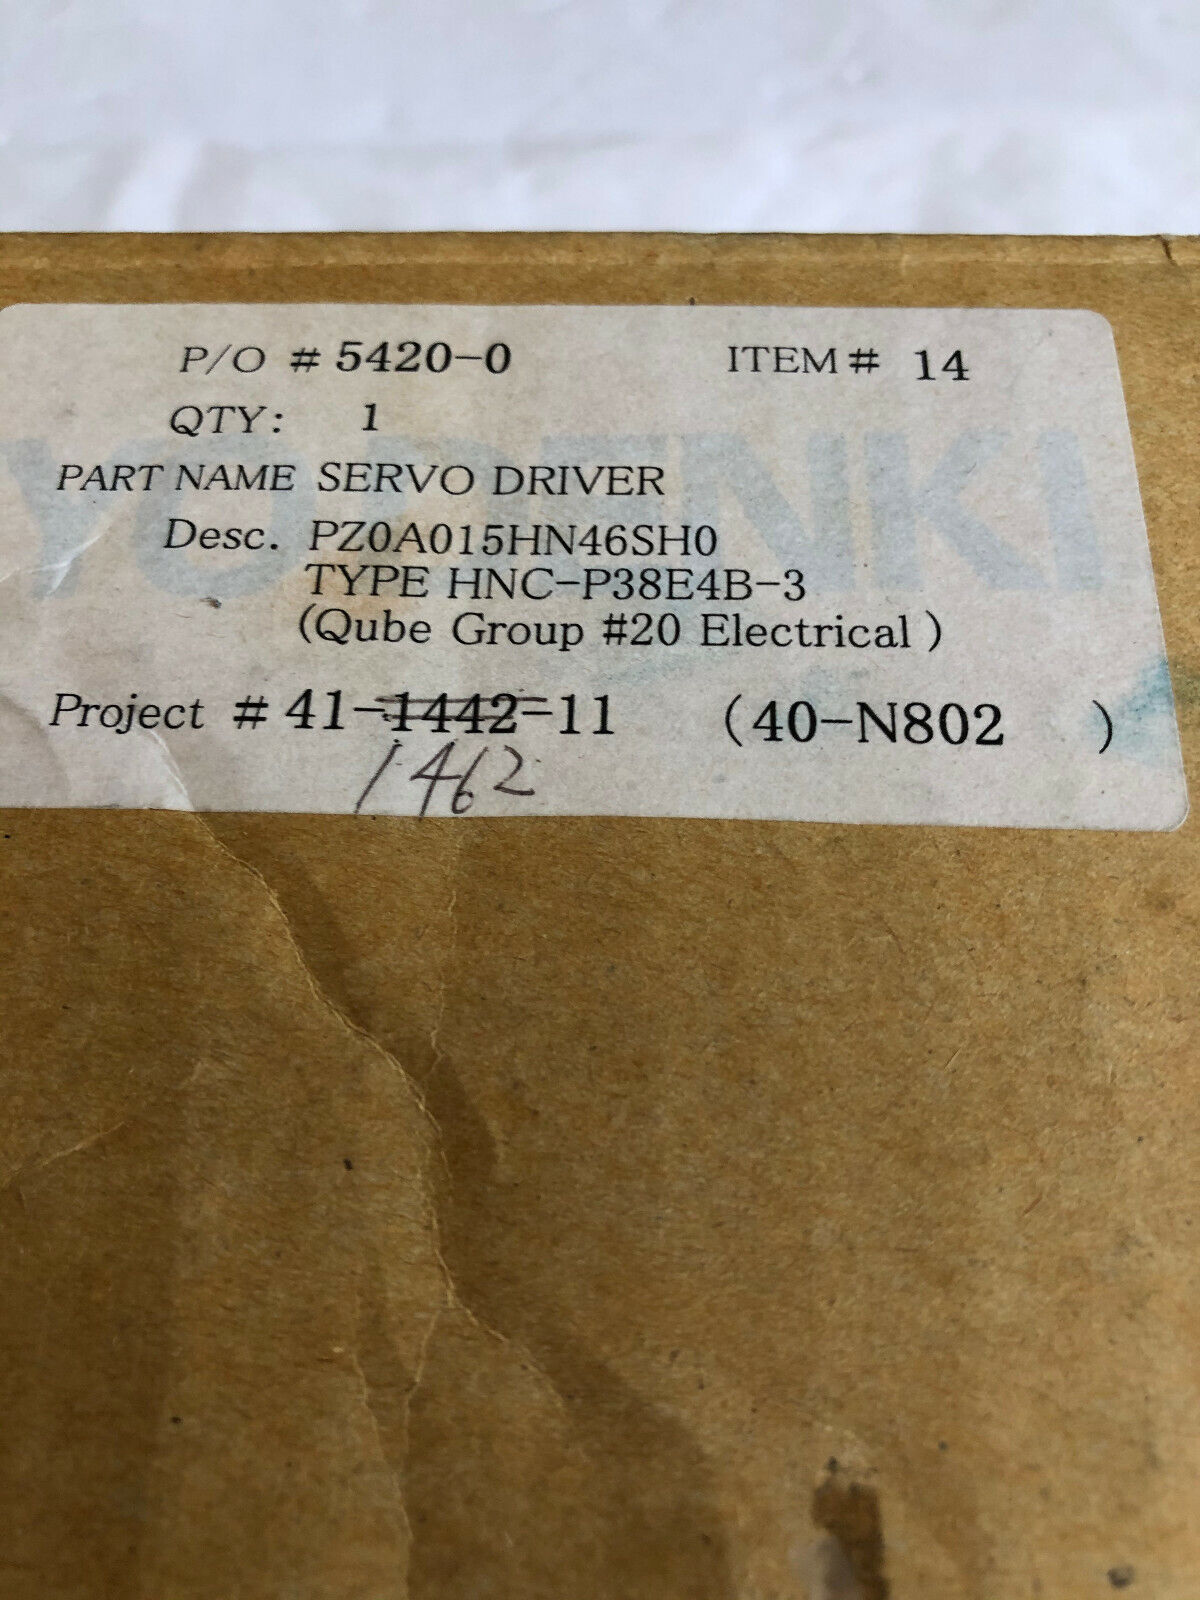 P/O # 5420-0 ITEM # 14
QTY: 1
PART NAME SERVO DRIVER
Desc. PZ0A015HN46SH0
TYPE HNC-P38E4B-3
(Qube Group #20 Electrical )
Project # 41-1442-11 (40-N802 )
1462